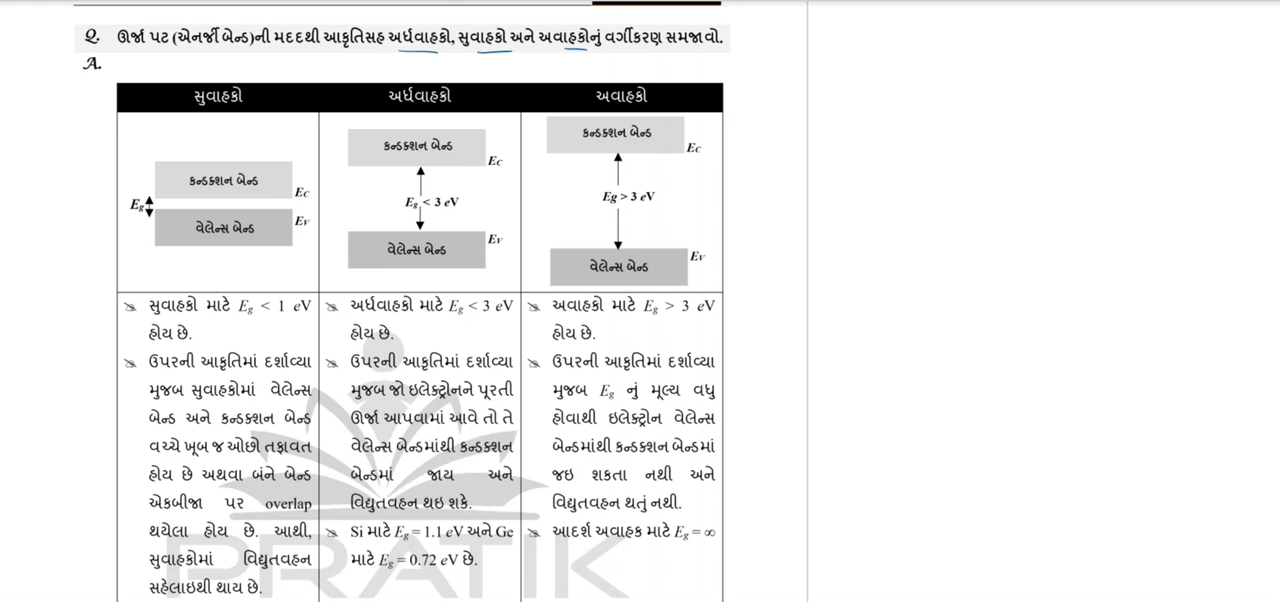 Q. ઊર્જા પટ (એનર્જી બેન્ડ)ની મદદથી આકૃતિસહ અર્ધવાહકો, સુવાહકો અને અવાહકોનું વર્ગીકરણ સમજાવો.
A.
સુવાહકો
કન્ડક્શન બેન્ડ
Ec
Eg
Ev
વેલેન્સ બેન્ડ
સુવાહકો માટે Eg < 1 eV
હોય છે.
ઉપરની આકૃતિમાં દર્શાવ્યા
મુજબ સુવાહકોમાં વેલેન્સ
બેન્ડ અને કન્ડક્શન બેન્ડ
વચ્ચે ખૂબ જ ઓછો તફાવત
હોય છે અથવા બંને બેન્ડ
એકબીજા પર overlap
થયેલા હોય છે. આથી,
સુવાહકોમાં વિદ્યુતવહન
સહેલાઇથી થાય છે.
અર્ધવાહકો
કન્ડક્શન બેન્ડ
Ec
Eg < 3 eV
Ev
વેલેન્સ બેન્ડ
અર્ધવાહકો માટે Eg < 3 eV
હોય છે.
ઉપરની આકૃતિમાં દર્શાવ્યા
મુજબ જો ઇલેક્ટ્રોનને પૂરતી
ઊર્જા આપવામાં આવે તો તે
વેલેન્સ બેન્ડમાંથી કન્ડક્શન
બેન્ડમાં જાય અને
વિદ્યુતવહન થઇ શકે.
Si માટે Eg = 1.1 eV અને Ge
માટે Eg = 0.72 eV છે.
અવાહકો
કન્ડક્શન બેન્ડ
Ec
Eg > 3 eV
Ev
વેલેન્સ બેન્ડ
અવાહકો માટે Eg > 3 eV
હોય છે.
ઉપરની આકૃતિમાં દર્શાવ્યા
મુજબ Eg નું મૂલ્ય વધુ
હોવાથી ઇલેક્ટ્રોન વેલેન્સ
બેન્ડમાંથી કન્ડક્શન બેન્ડમાં
જઇ શકતા નથી અને
વિદ્યુતવહન થતું નથી.
આદર્શ અવાહક માટે Eg = ∞
PRATIK